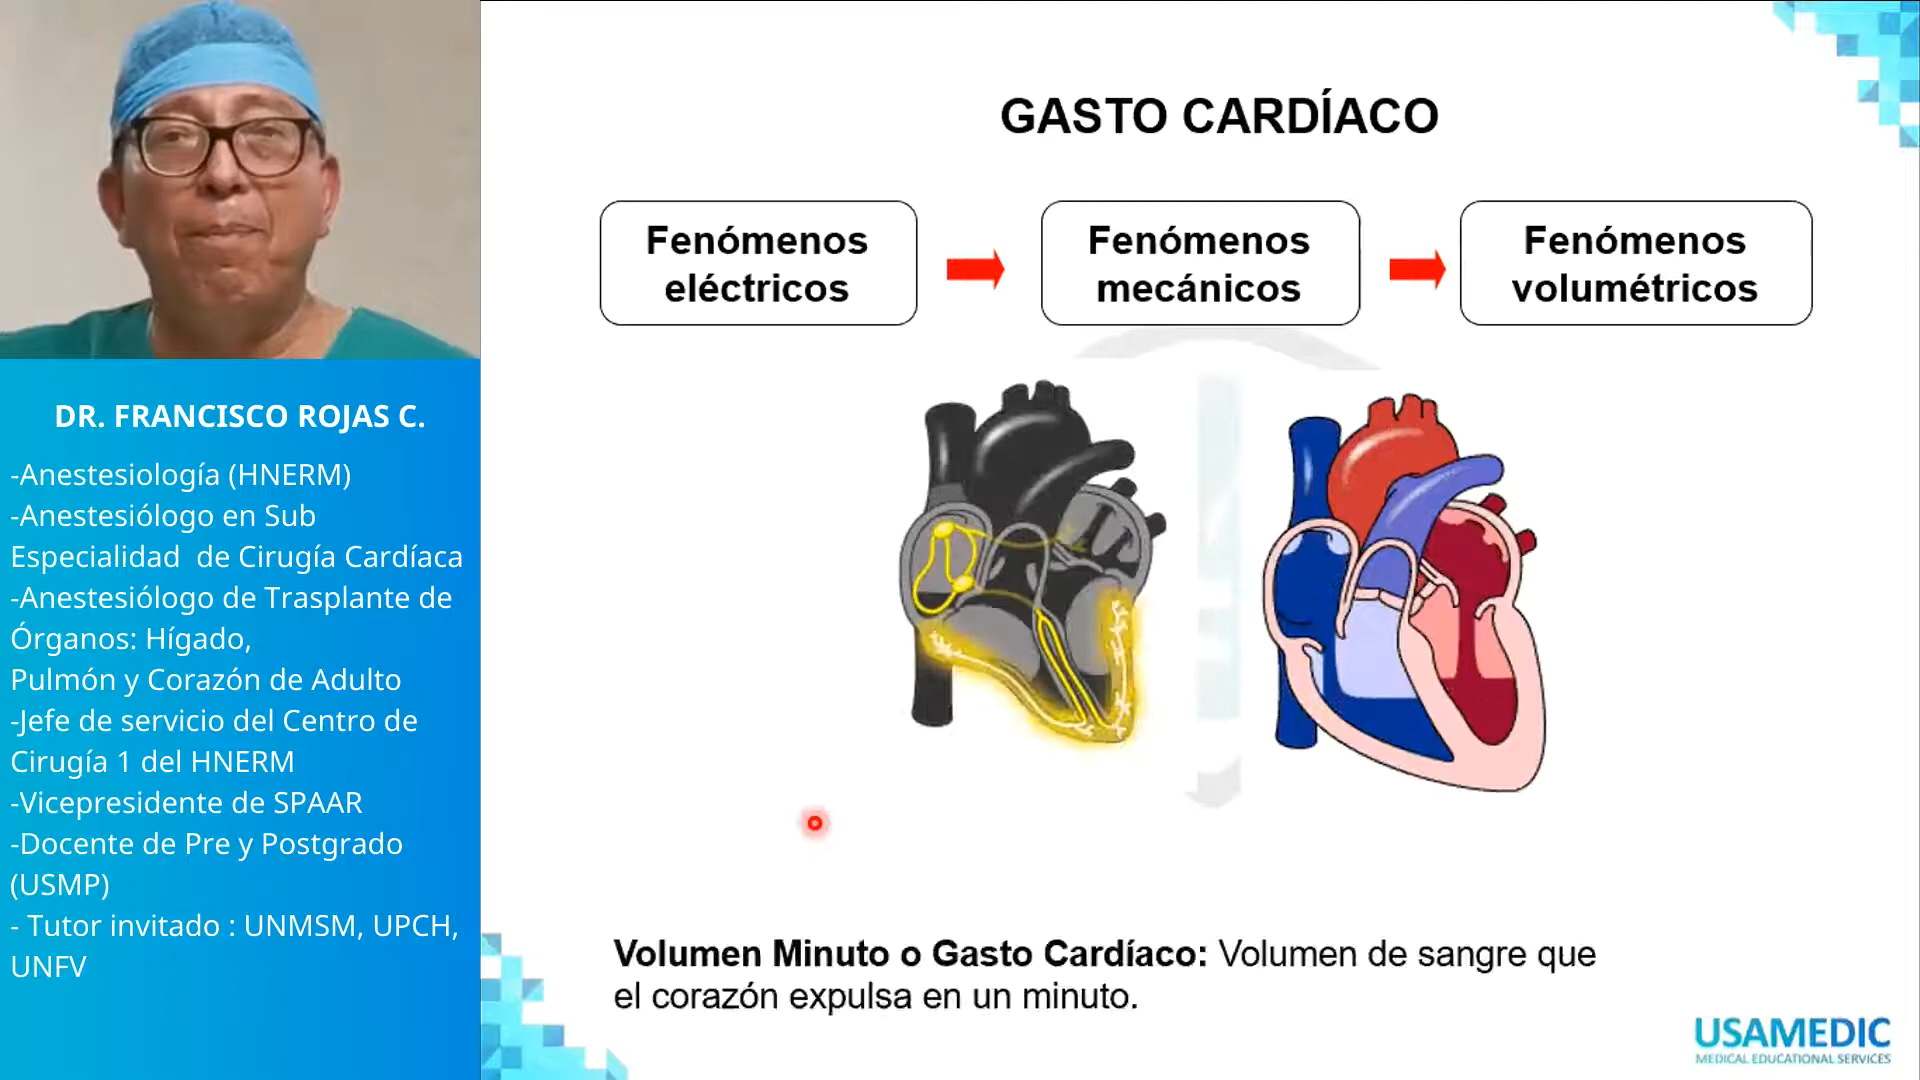 DR. FRANCISCO ROJAS C.
-Anestesiología (HNERM)
-Anestesiólogo en Sub
Especialidad  de Cirugía Cardíaca
-Anestesiólogo de Trasplante de
Órganos: Hígado,
Pulmón y Corazón de Adulto
-Jefe de servicio del Centro de
Cirugía 1 del HNERM
-Vicepresidente de SPAAR
-Docente de Pre y Postgrado
(USMP)
- Tutor invitado : UNMSM, UPCH,
UNFV
GASTO CARDÍACO
Fenómenos
eléctricos
Fenómenos
mecánicos
Fenómenos
volumétricos
Volumen Minuto o Gasto Cardíaco: Volumen de sangre que
el corazón expulsa en un minuto.
USAMEDIC
MEDICAL EDUCATIONAL SERVICES